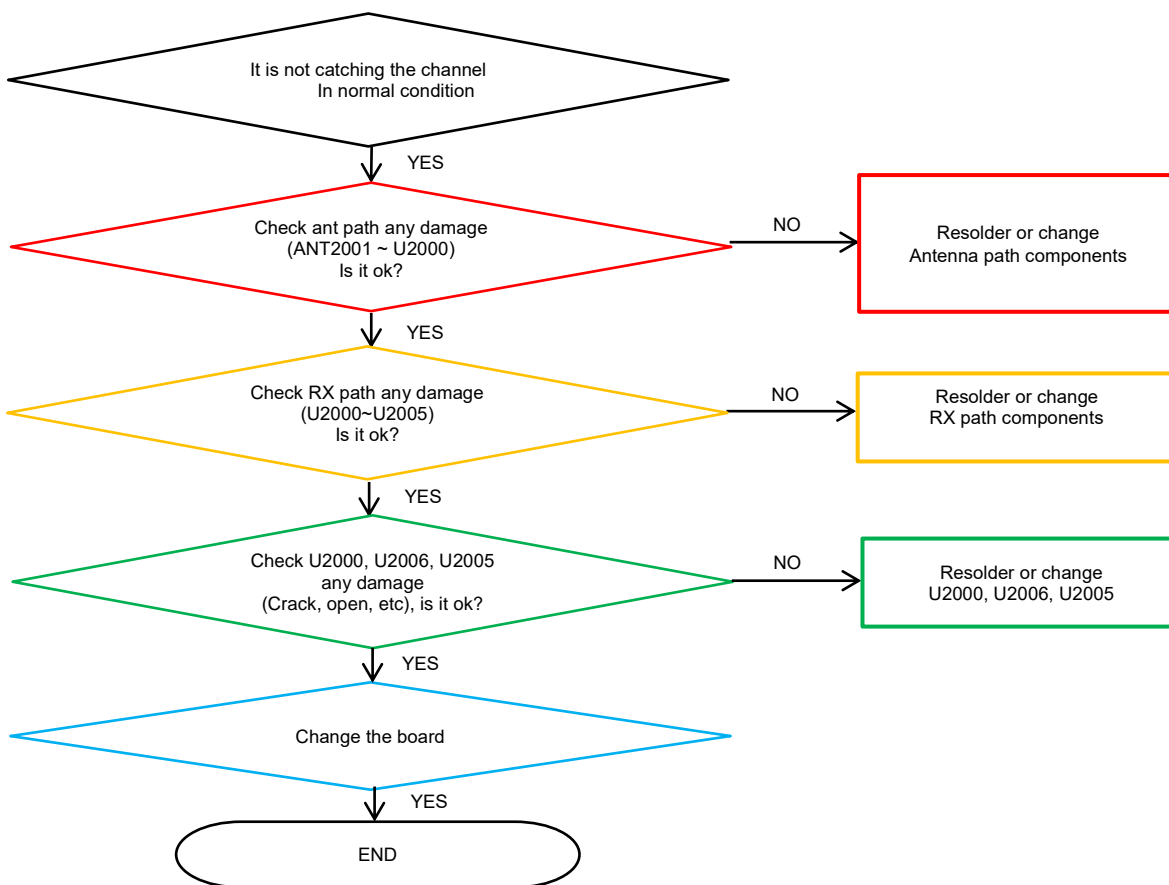 It is not catching the channel
In normal condition
YES
Check ant path any damage
(ANT2001 ~ U2000)
Is it ok?
NO
Resolder or change
Antenna path components
YES
Check RX path any damage
(U2000~U2005)
Is it ok?
NO
Resolder or change
RX path components
YES
Check U2000, U2006, U2005
any damage
(Crack, open, etc), is it ok?
NO
Resolder or change
U2000, U2006, U2005
YES
Change the board
YES
END